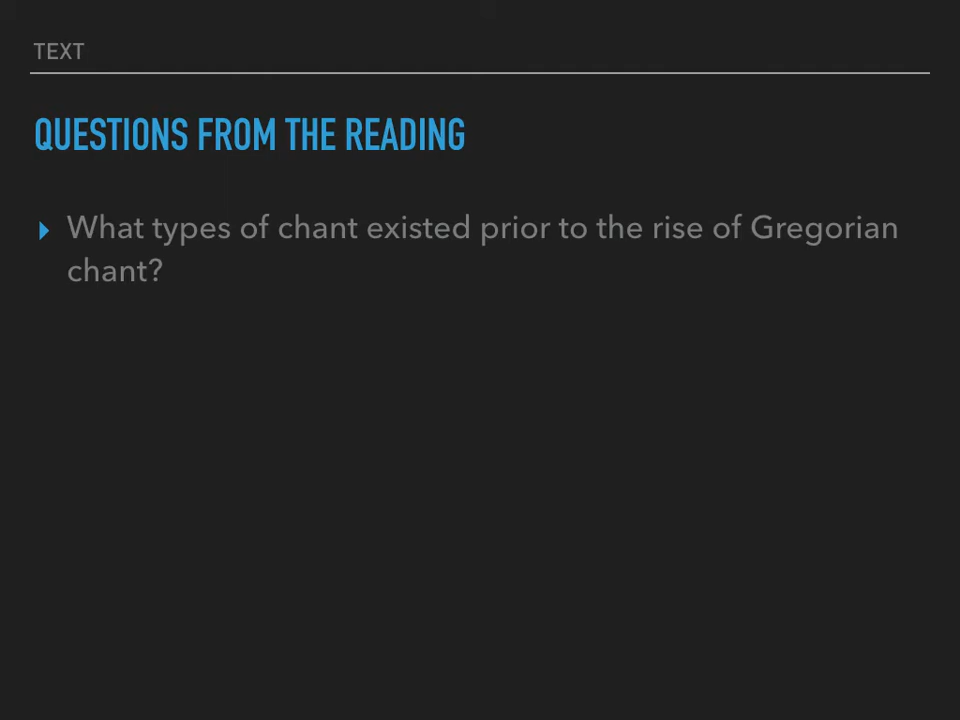 TEXT
QUESTIONS FROM THE READING
▸ What types of chant existed prior to the rise of Gregorian
chant?